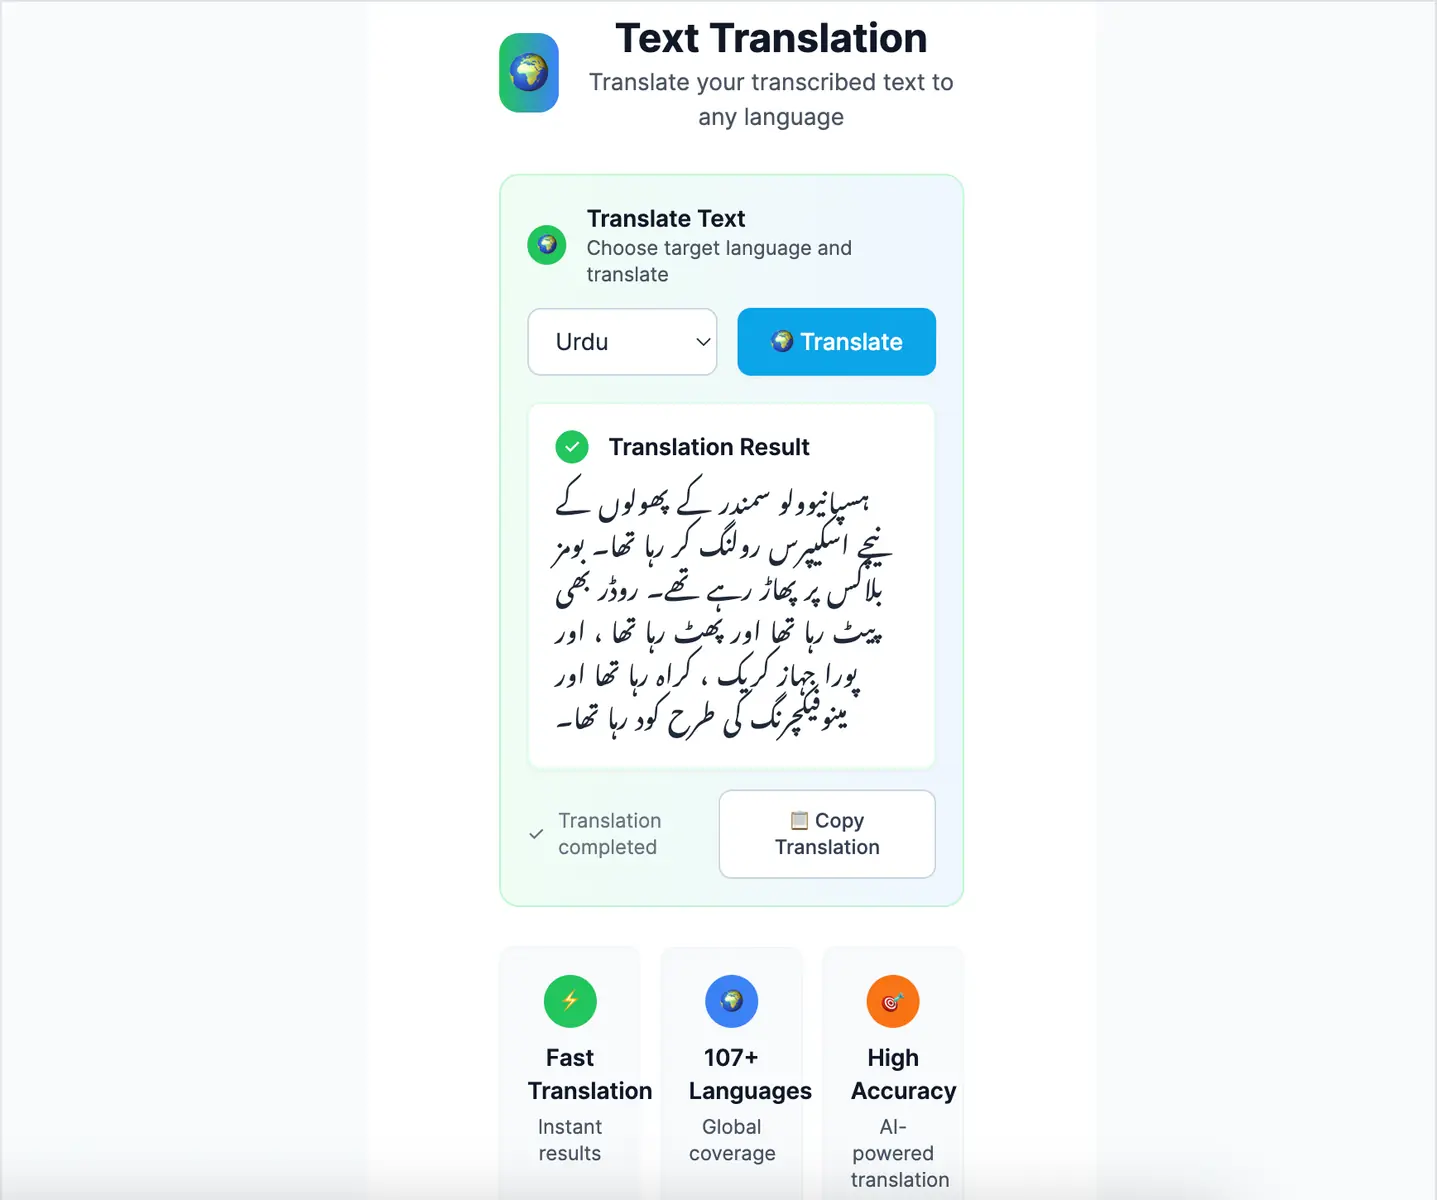 Text Translation
Translate your transcribed text to
any language
Translate Text
Choose target language and
translate
Urdu
Translate
Translation Result
ہسپانیوولو سمندر کے پھولوں کے
نیچے اسکیپرس رولنگ کر رہا تھا۔ بومز
بلاکس پر پھاڑ رہے تھے۔ روڈر بھی
پیٹ رہا تھا اور پھٹ رہا تھا ، اور
پورا جہاز کریک ، کراہ رہا تھا اور
مینوفیکچرنگ کی طرح کود رہا تھا۔
Translation
completed
Copy
Translation
Fast
Translation
Instant
results
107+
Languages
Global
coverage
High
Accuracy
AI-
powered
translation